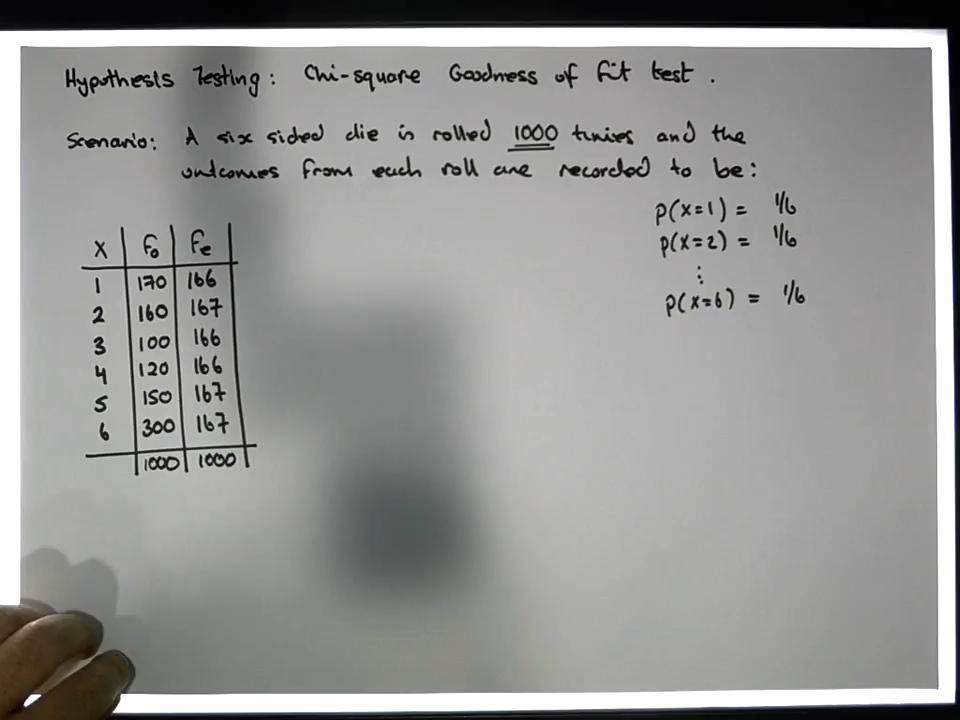 Hypothesis Testing: Chi-square Goodness of Fit test.
Scenario: A six sided die is rolled 1000 times and the
outcomes from each roll are recorded to be:
P(X=1) = 1/6
P(X=2) = 1/6
⋮
P(X=6) = 1/6
X | fo | fe
1 | 170 | 166
2 | 160 | 167
3 | 100 | 166
4 | 120 | 166
5 | 150 | 167
6 | 300 | 167
1000 | 1000